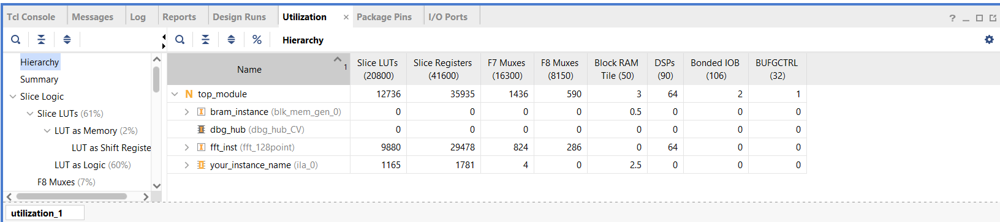 Tcl Console Messages Log Reports Design Runs Utilization × Package Pins I/O Ports ?
Hierarchy
Hierarchy
Summary
Slice Logic
Slice LUTs (61%)
LUT as Memory (2%)
LUT as Shift Registe
LUT as Logic (60%)
F8 Muxes (7%)
Name 1 Slice LUTs (20800) Slice Registers (41600) F7 Muxes (16300) F8 Muxes (8150) Block RAM Tile (50) DSPs (90) Bonded IOB (106) BUFGCTRL (32)
N top_module 12736 35935 1436 590 3 64 2 1
I bram_instance (blk_mem_gen_0) 0 0 0 0 0.5 0 0 0
dbg_hub (dbg_hub_CV) 0 0 0 0 0 0 0 0
I fft_inst (fft_128point) 9880 29478 824 286 0 64 0 0
your_instance_name (ila_0) 1165 1781 4 0 2.5 0 0 0
utilization_1